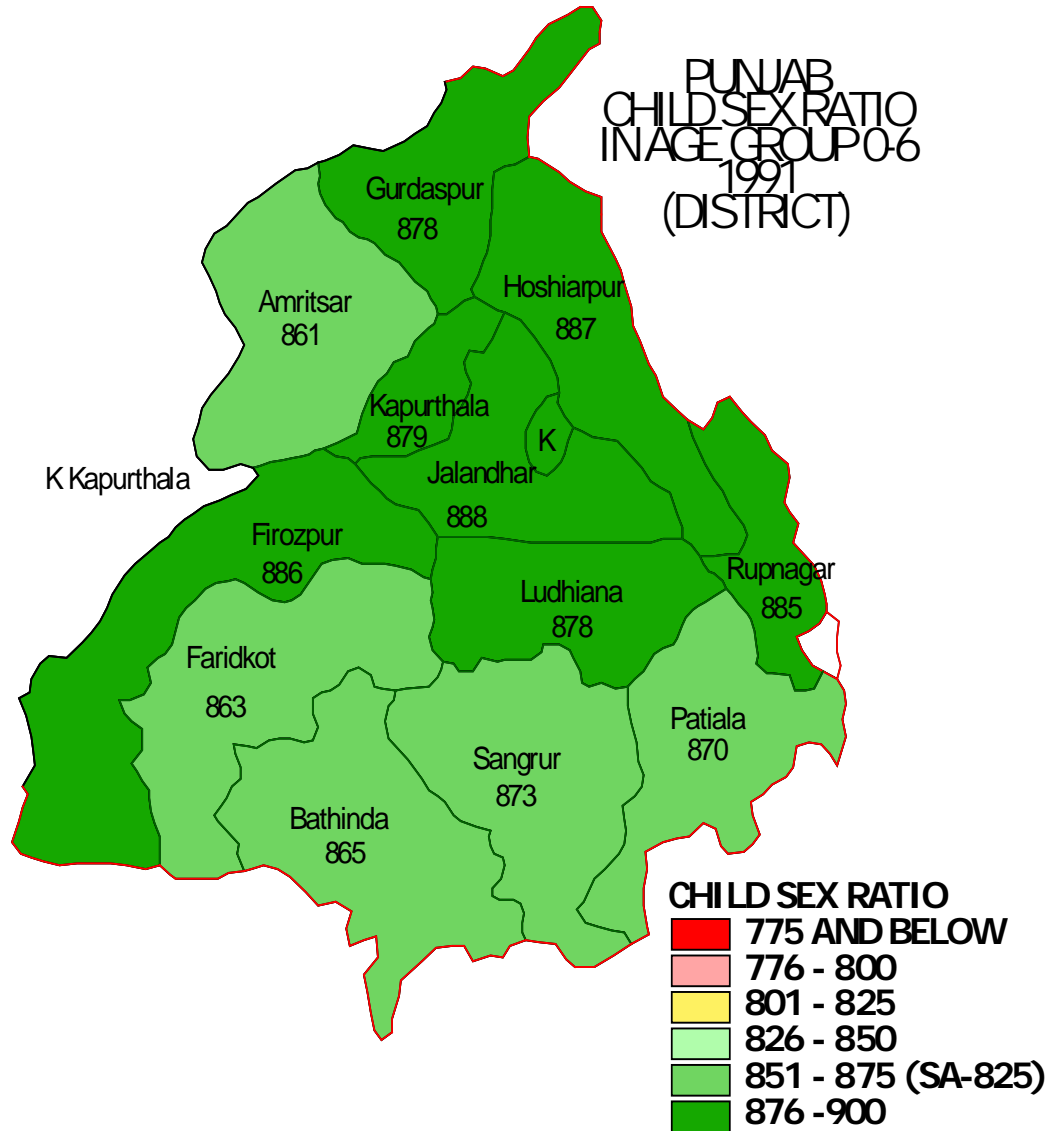 PUNJAB
CHILD SEX RATIO
IN AGE GROUP 0-6
1991
(DISTRICT)
Gurdaspur
878
Hoshiarpur
887
Amritsar
861
Kapurthala
879
K
Jalandhar
888
K Kapurthala
Firozpur
886
Rupnagar
885
Ludhiana
878
Faridkot
863
Patiala
870
Sangrur
873
Bathinda
865
CHILD SEX RATIO
775 AND BELOW
776 - 800
801 - 825
826 - 850
851 - 875 (SA-825)
876 -900